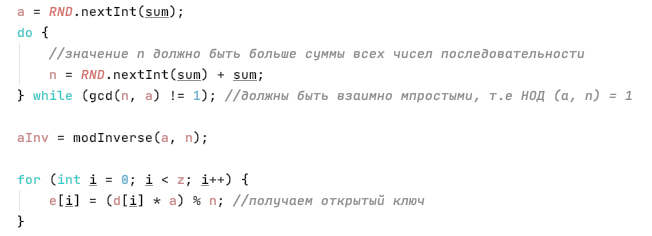 a = RND.nextInt(sum);
do {
//значение n должно быть больше суммы всех чисел последовательности
n = RND.nextInt(sum) + sum;
} while (gcd(n, a) != 1); //должны быть взаимно мпростыми, т.е НОД (a, n) = 1
aInv = modInverse(a, n);
for (int i = 0; i < z; i++) {
e[i] = (d[i] * a) % n; //получаем открытый ключ
}